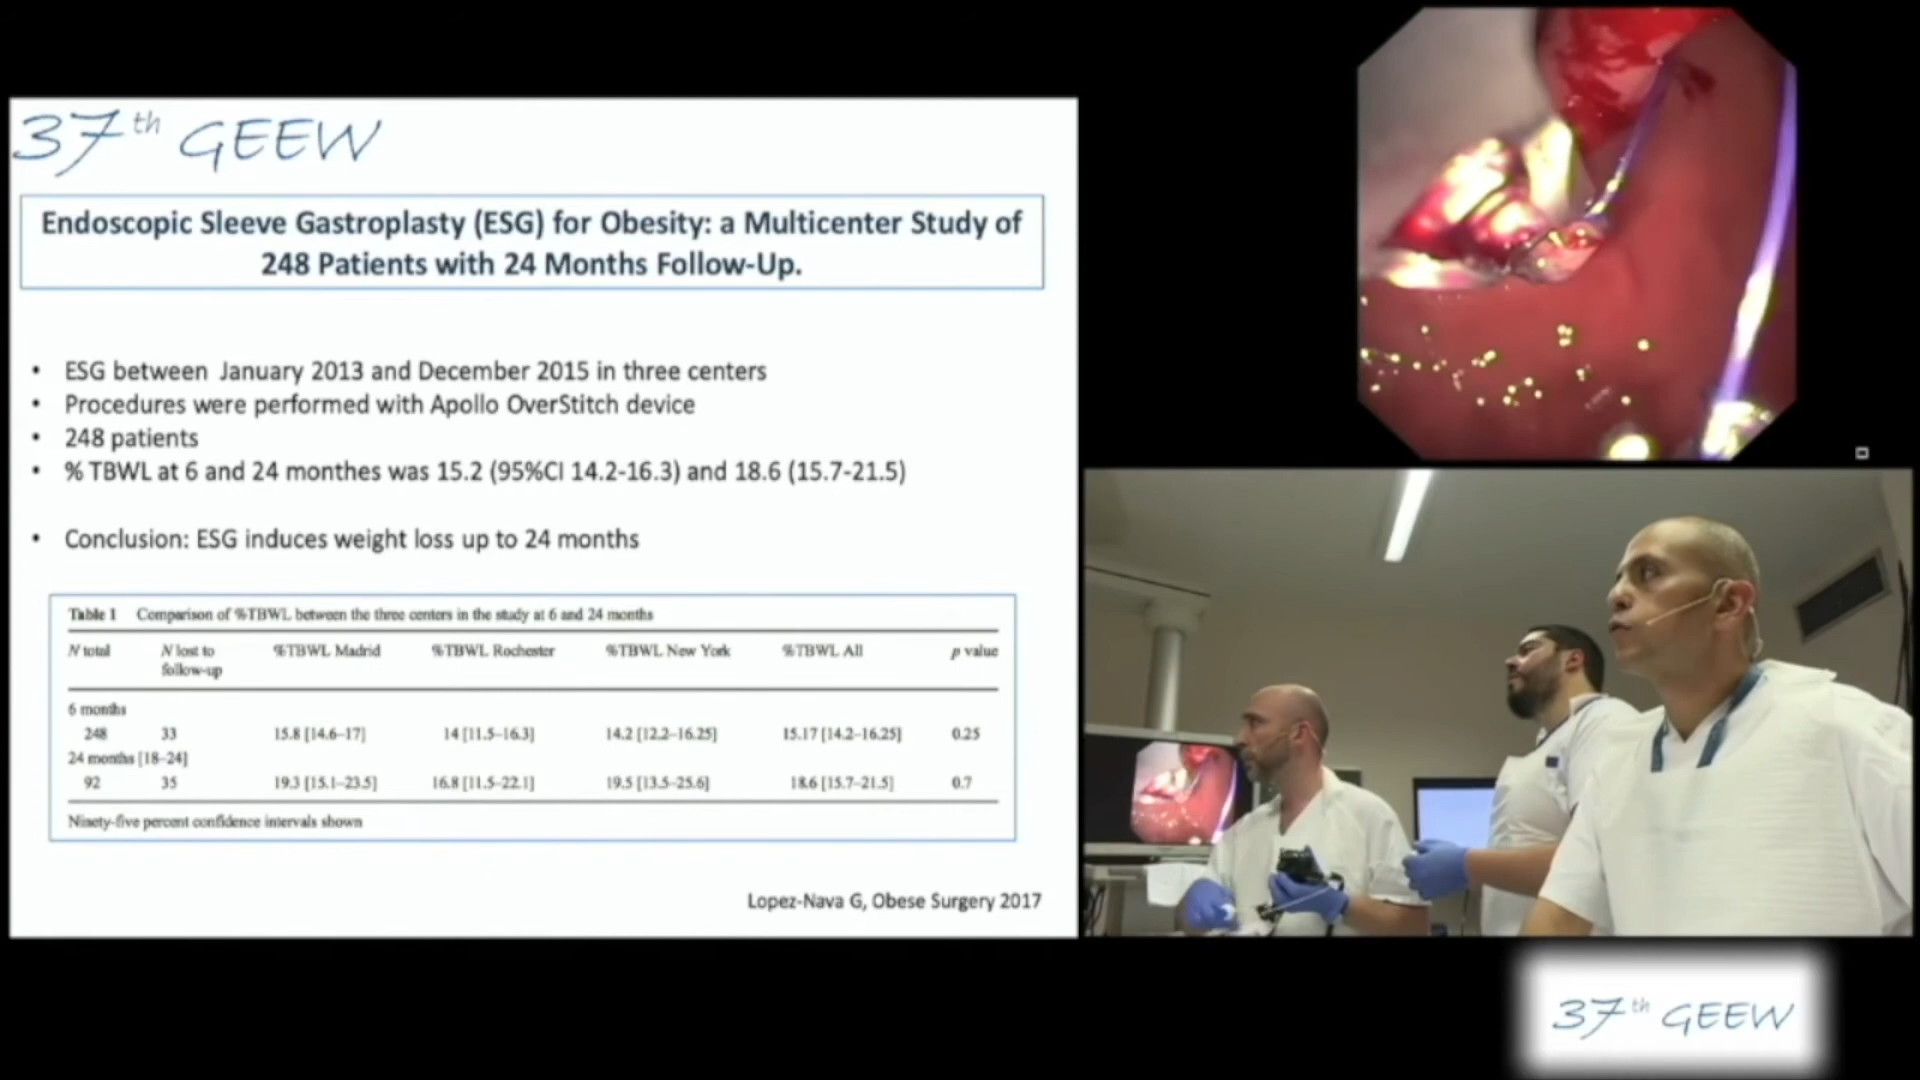 37th GEEW
Endoscopic Sleeve Gastroplasty (ESG) for Obesity: a Multicenter Study of
248 Patients with 24 Months Follow-Up.
• ESG between January 2013 and December 2015 in three centers
• Procedures were performed with Apollo OverStitch device
• 248 patients
• % TBWL at 6 and 24 monthes was 15.2 (95%CI 14.2-16.3) and 18.6 (15.7-21.5)
• Conclusion: ESG induces weight loss up to 24 months
Table 1 Comparison of %TBWL between the three centers in the study at 6 and 24 months
N total N lost to %TBWL Madrid %TBWL Rochester %TBWL New York %TBWL All p value
follow-up
6 months
248 33 15.8 [14.6–17] 14 [11.5–16.3] 14.2 [12.2–16.25] 15.17 [14.2–16.25] 0.25
24 months [18–24]
92 35 19.3 [15.1–23.5] 16.8 [11.5–22.1] 19.5 [13.5–25.6] 18.6 [15.7–21.5] 0.7
Ninety-five percent confidence intervals shown
Lopez-Nava G, Obese Surgery 2017
37th GEEW